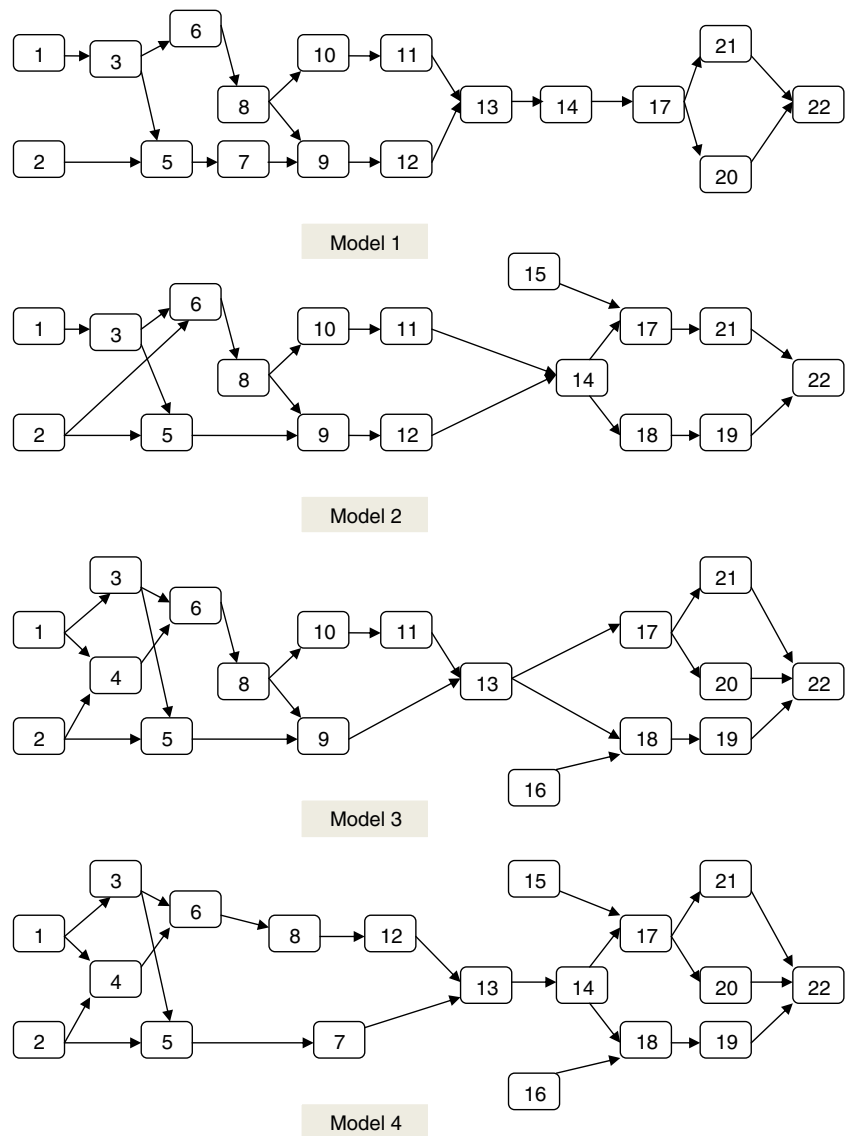 6 21
1 3 10 11
8 13 14 17 22
2 5 7 9 12
20
Model 1
15
6
1 3 10 11 17 21
8 14 22
2 5 9 12 18 19
Model 2
3 21
6
1 10 11 17
4 8 13 20 22
2 5 9 18 19
16
Model 3
3 15 21
6
1 8 12 17
4 13 14 20 22
2 5 7 18 19
16
Model 4